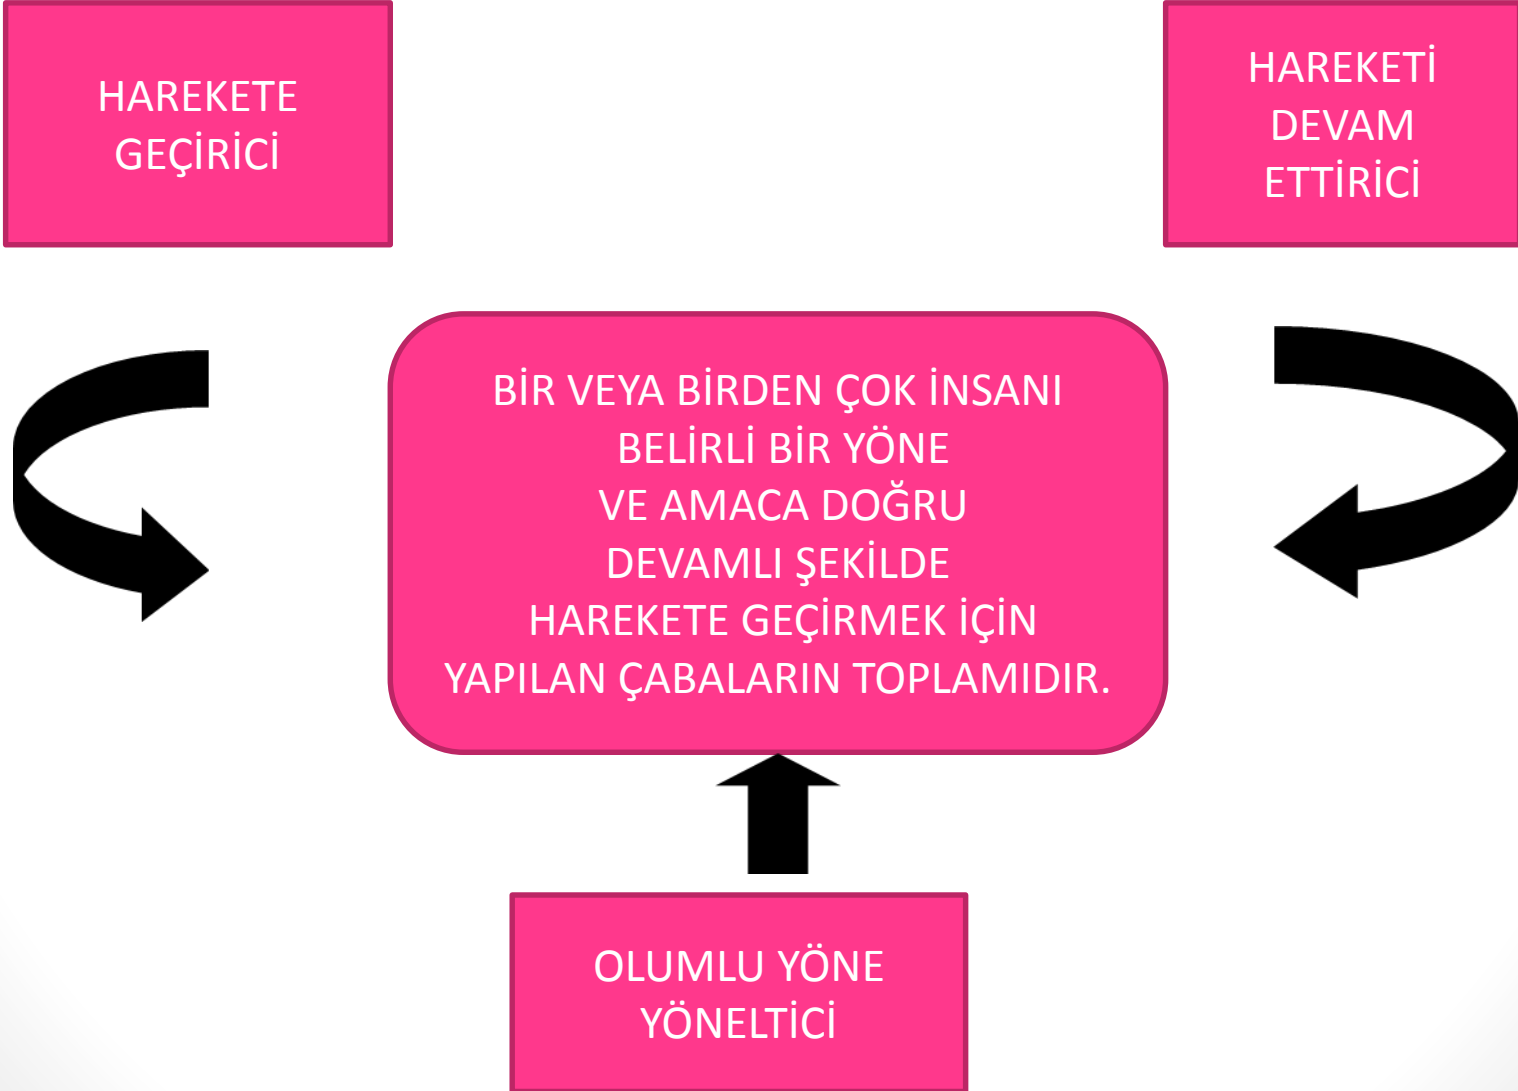 HAREKETE
GEÇİRİCİ
HAREKETİ
DEVAM
ETTİRİCİ
BİR VEYA BİRDEN ÇOK İNSANI
BELİRLİ BİR YÖNE
VE AMACA DOĞRU
DEVAMLI ŞEKİLDE
HAREKETE GEÇİRMEK İÇİN
YAPILAN ÇABALARIN TOPLAMIDIR.
OLUMLU YÖNE
YÖNELTİCİ